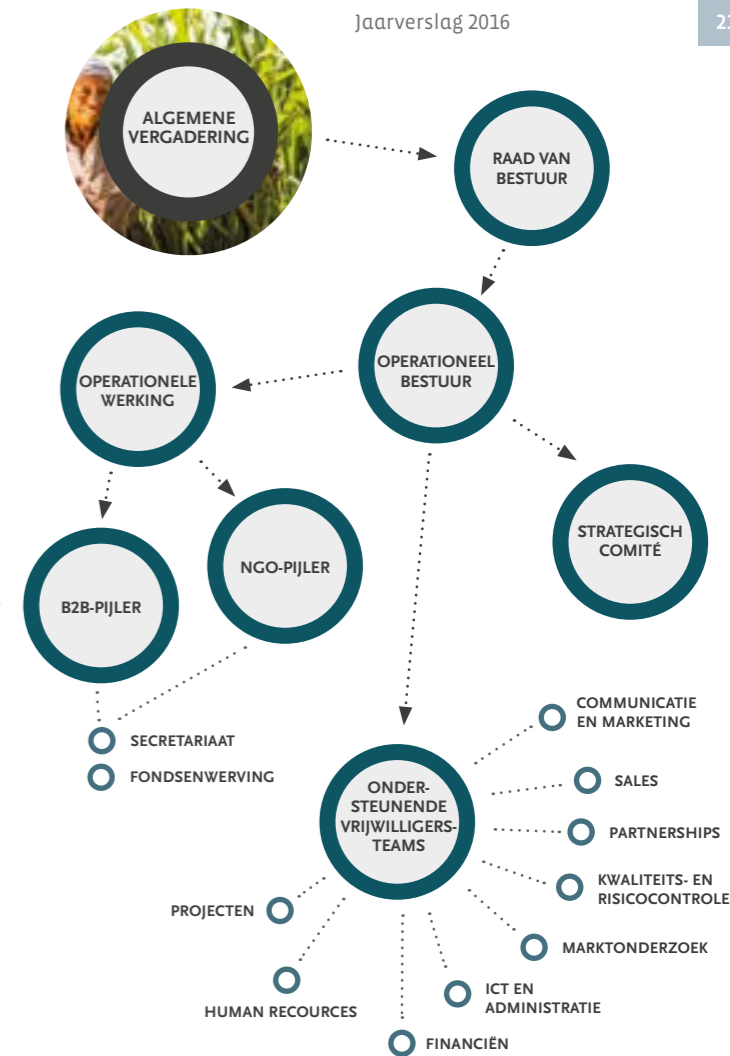 Jaarverslag 2016
ALGEMENE
VERGADERING
RAAD VAN
BESTUUR
OPERATIONEEL
BESTUUR
OPERATIONELE
WERKING
STRATEGISCH
COMITÉ
NGO-PIJLER
B2B-PIJLER
SECRETARIAAT
FONDSENWERVING
ONDER-
STEUNENDE
VRIJWILLIGERS-
TEAMS
COMMUNICATIE
EN MARKETING
SALES
PARTNERSHIPS
KWALITEITS- EN
RISICOCONTROLE
MARKTONDERZOEK
ICT EN
ADMINISTRATIE
FINANCIËN
HUMAN RECOURCES
PROJECTEN